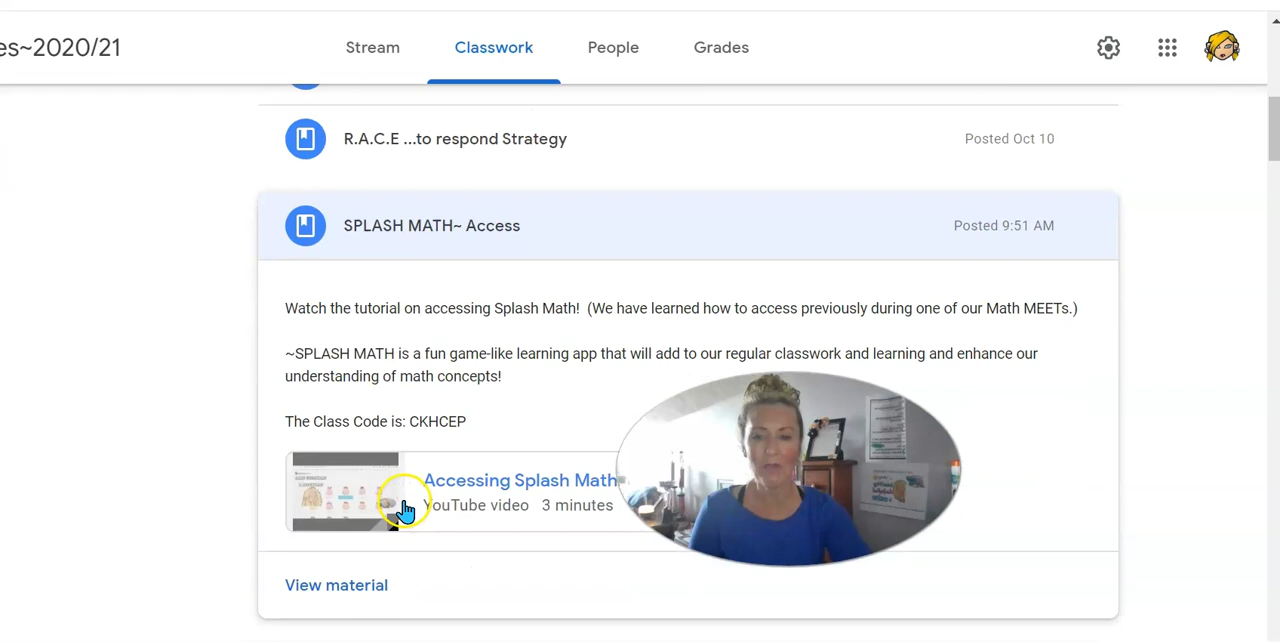 es~2020/21
Stream
Classwork
People
Grades
R.A.C.E ...to respond Strategy
Posted Oct 10
SPLASH MATH~ Access
Posted 9:51 AM
Watch the tutorial on accessing Splash Math!  (We have learned how to access previously during one of our Math MEETs.)
~SPLASH MATH is a fun game-like learning app that will add to our regular classwork and learning and enhance our
understanding of math concepts!
The Class Code is: CKHCEP
Accessing Splash Math
YouTube video   3 minutes
View material